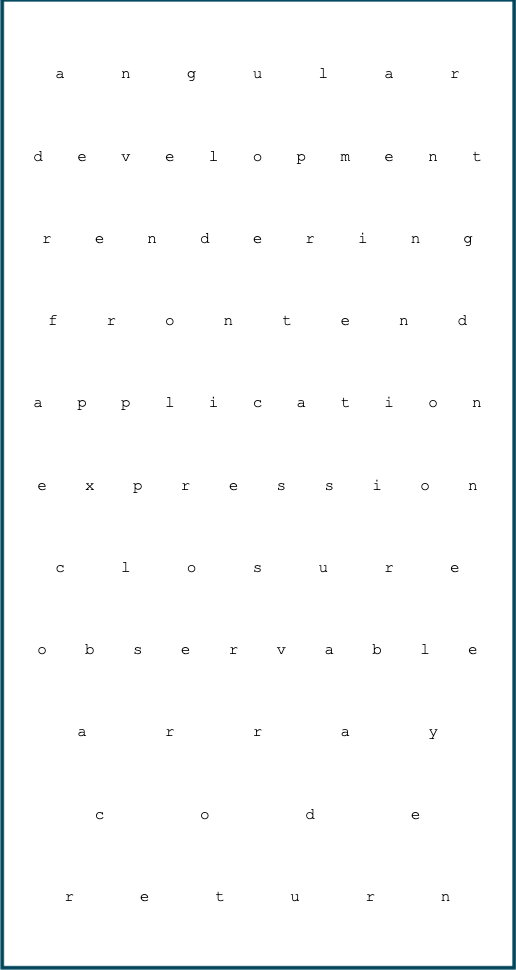 a n g u l a r
d e v e l o p m e n t
r e n d e r i n g
f r o n t e n d
a p p l i c a t i o n
e x p r e s s i o n
c l o s u r e
o b s e r v a b l e
a r r a y
c o d e
r e t u r n